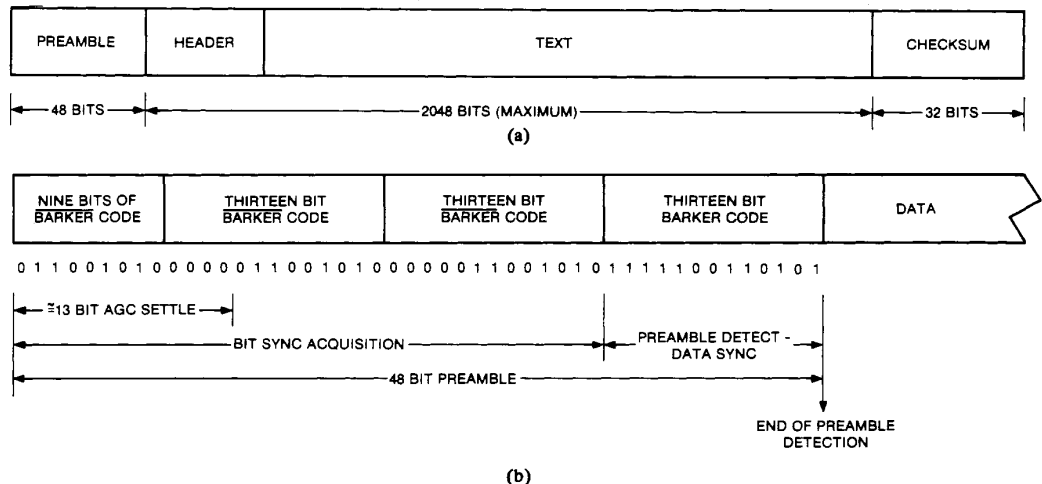 PREAMBLE HEADER TEXT CHECKSUM
48 BITS 2048 BITS (MAXIMUM) 32 BITS
(a)
NINE BITS OF THIRTEEN BIT THIRTEEN BIT THIRTEEN BIT DATA
BARKER CODE BARKER CODE BARKER CODE BARKER CODE
0 1 1 0 0 1 0 1 0 0 0 0 0 0 1 1 0 0 1 0 1 0 0 0 0 0 0 1 1 0 0 1 0 1 0 1 1 1 1 1 0 0 1 1 0 1 0 1
≅13 BIT AGC SETTLE
BIT SYNC ACQUISITION
PREAMBLE DETECT -
DATA SYNC
48 BIT PREAMBLE
END OF PREAMBLE
DETECTION
(b)